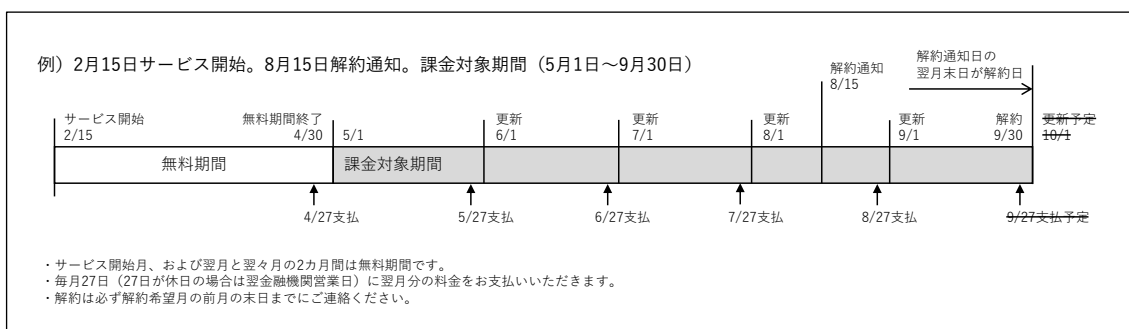 例）2月15日サービス開始。8月15日解約通知。課金対象期間（5月1日～9月30日）
解約通知
8/15
解約通知日の
翌月末日が解約日
サービス開始
2/15
無料期間終了
4/30
5/1
更新
6/1
更新
7/1
更新
8/1
更新
9/1
解約
9/30
更新予定
10/1
無料期間
課金対象期間
4/27支払
5/27支払
6/27支払
7/27支払
8/27支払
9/27支払予定
・サービス開始月、および翌月と翌々月の2カ月間は無料期間です。
・毎月27日（27日が休日の場合は翌金融機関営業日）に翌月分の料金をお支払いいただきます。
・解約は必ず解約希望月の前月の末日までにご連絡ください。